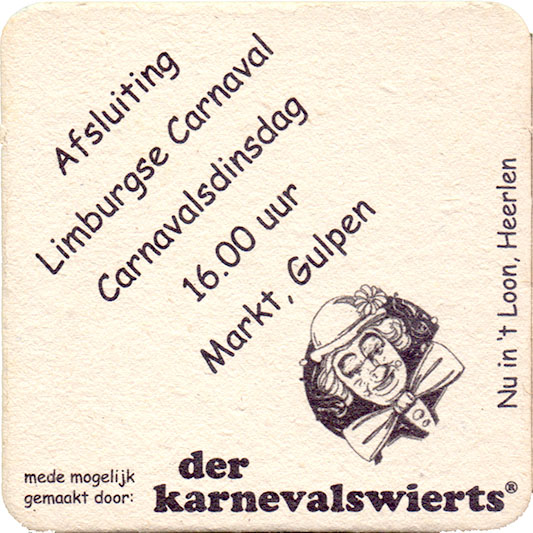 Afsluiting
Limburgse Carnaval
Carnavalsdinsdag
16.00 uur
Markt, Gulpen
Nu in 't Loon, Heerlen
mede mogelijk
gemaakt door:
der
karnevalswierts®